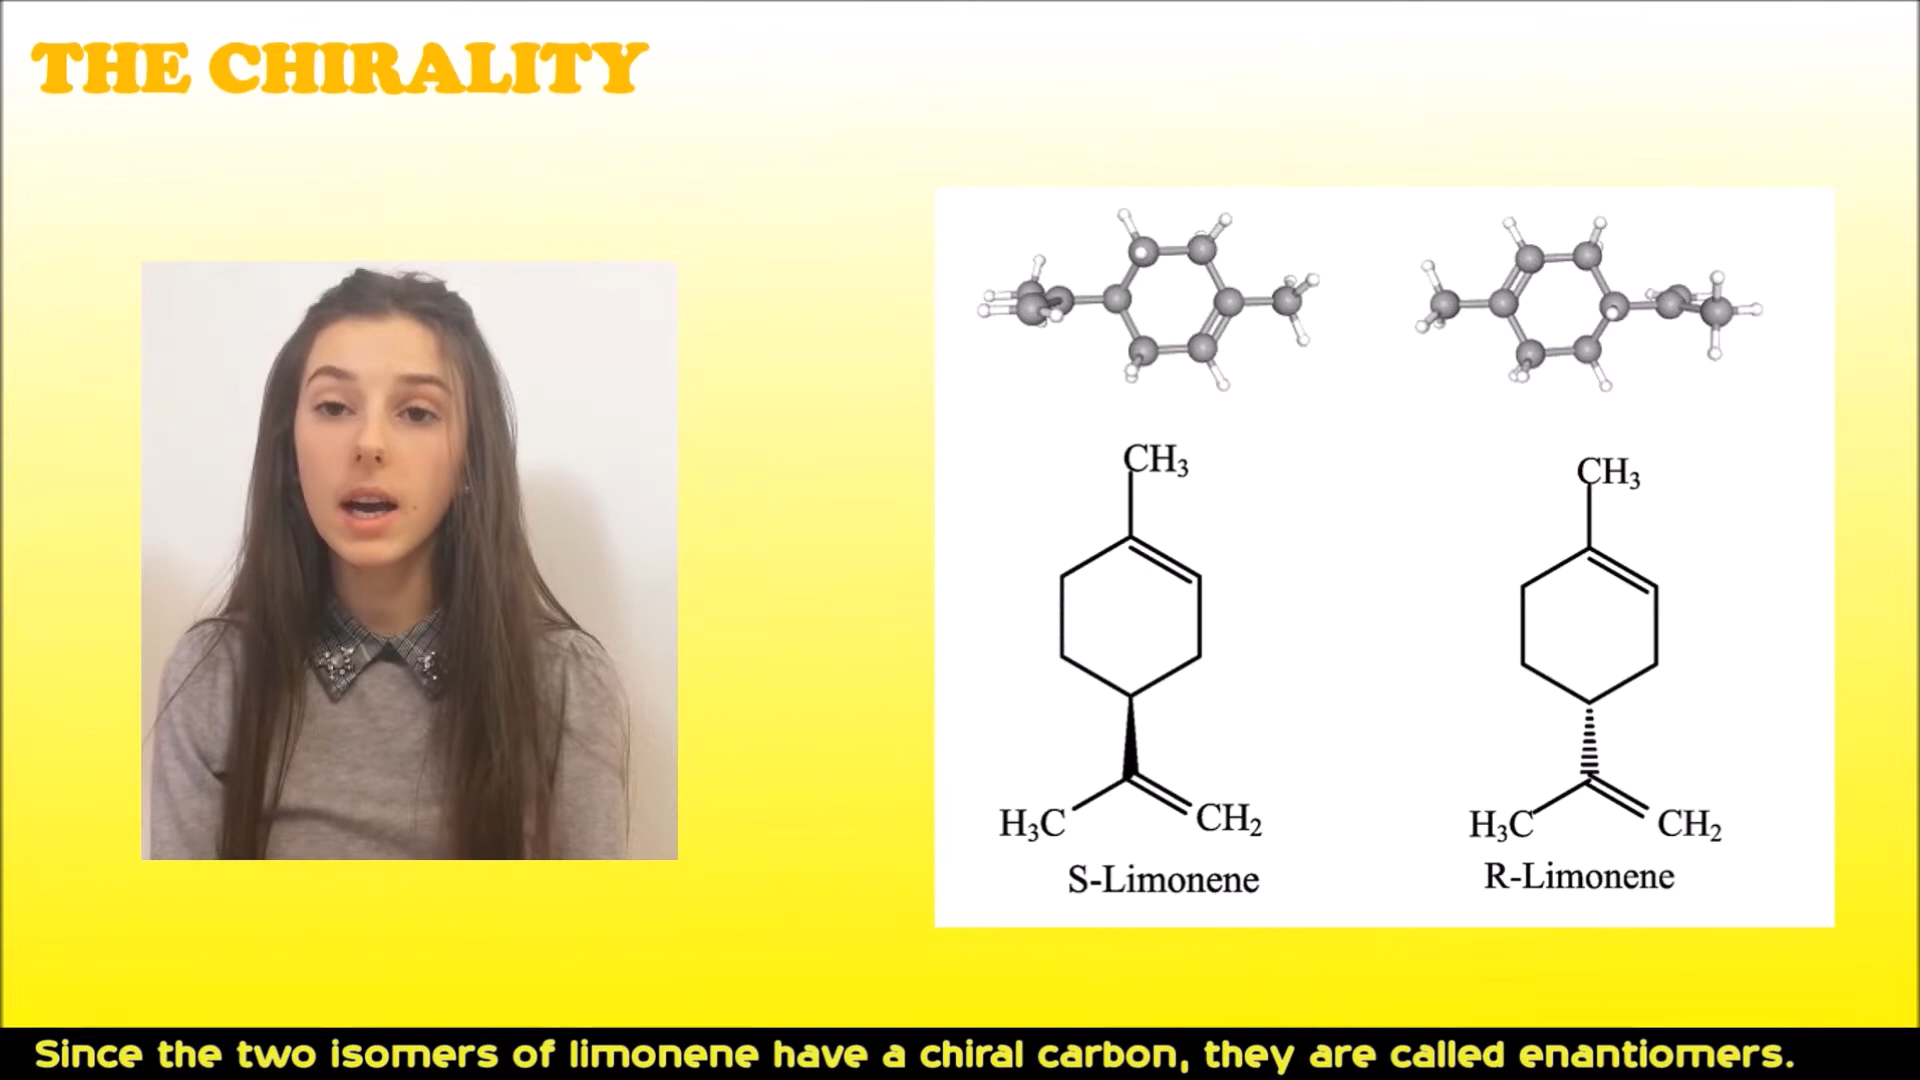 THE CHIRALITY
CH₃
CH₃
H₃C
CH₂
H₃C
CH₂
S-Limonene
R-Limonene
Since the two isomers of limonene have a chiral carbon, they are called enantiomers.